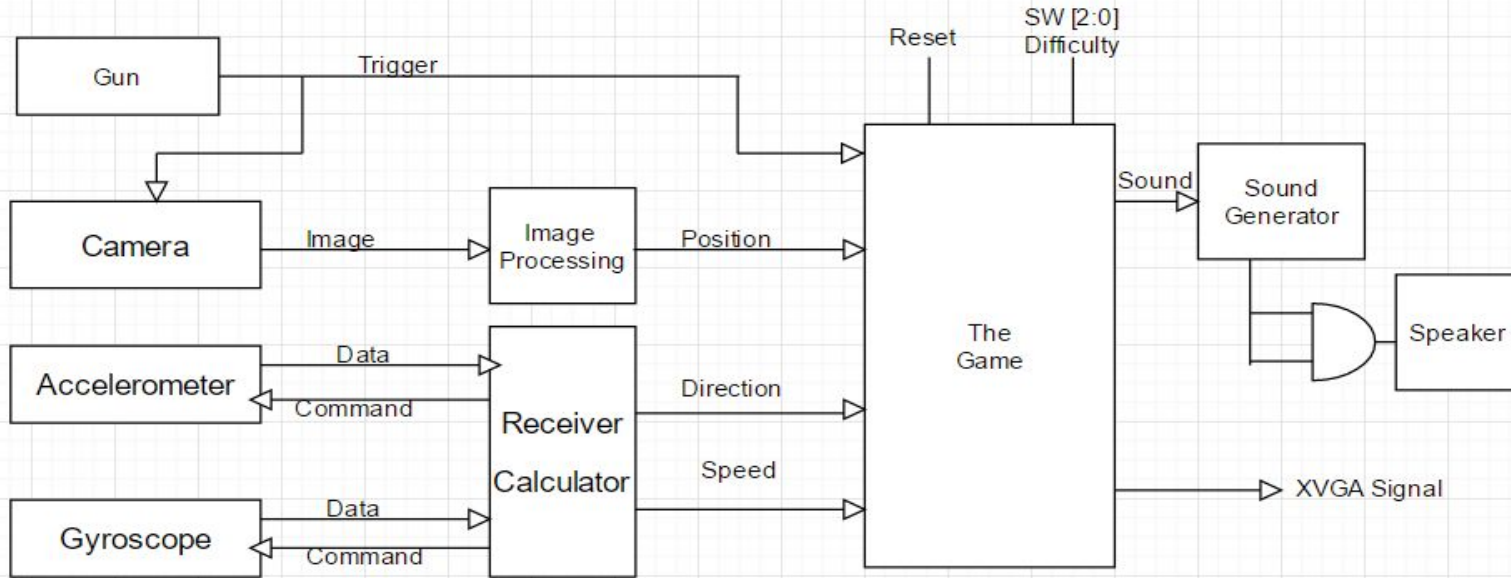 Gun
Trigger
Reset
SW [2:0]
Difficulty
Camera
Image
Image
Processing
Position
Sound
Sound
Generator
The
Game
Speaker
Accelerometer
Data
Command
Receiver
Calculator
Direction
Speed
Gyroscope
Data
Command
XVGA Signal